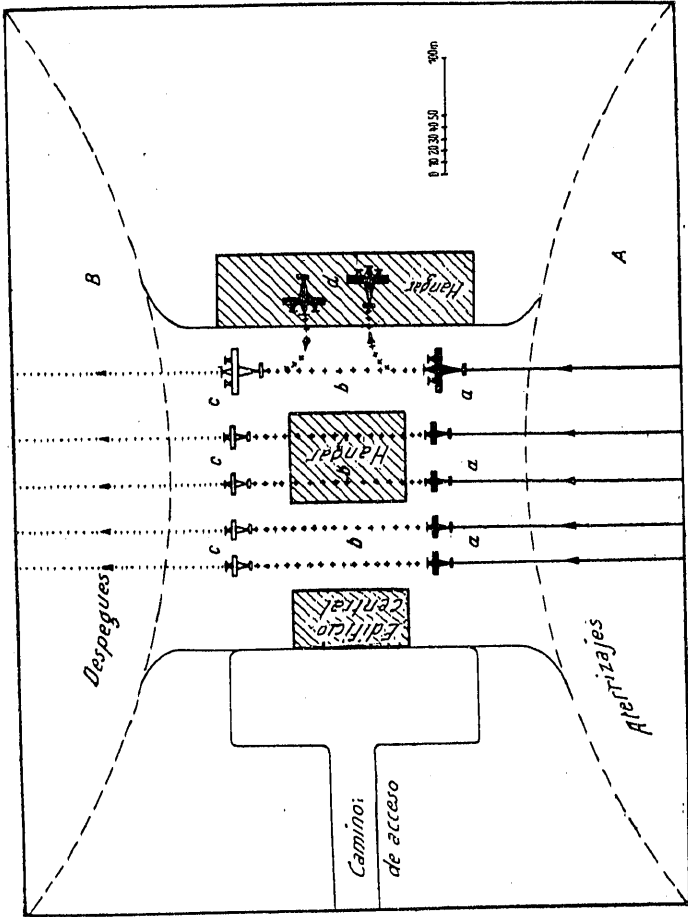 0 10 20 30 40 50 100m
B
A
d
Hangar
b
c
a
c
a
Hangar
b
c
a
b
c
a
Edificio
central
Despegues
Aterrizajes
Camino:
de acceso